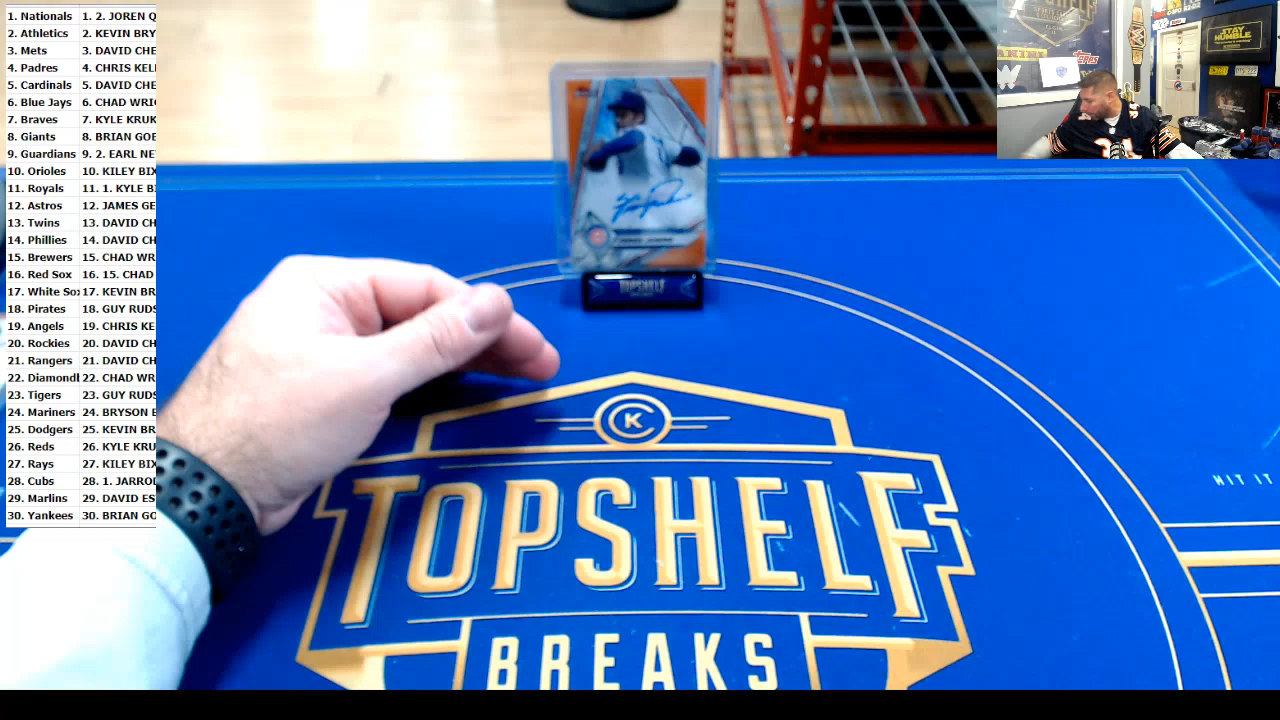 1. Nationals 1. 2. JOREN Q
2. Athletics 2. KEVIN BRY
3. Mets 3. DAVID CHE
4. Padres 4. CHRIS KELL
5. Cardinals 5. DAVID CHE
6. Blue Jays 6. CHAD WRIG
7. Braves 7. KYLE KRUK
8. Giants 8. BRIAN GOE
9. Guardians 9. 2. EARL NE
10. Orioles 10. KILEY BIX
11. Royals 11. 1. KYLE B
12. Astros 12. JAMES GE
13. Twins 13. DAVID CH
14. Phillies 14. DAVID CH
15. Brewers 15. CHAD WR
16. Red Sox 16. 15. CHAD
17. White Sox 17. KEVIN BR
18. Pirates 18. GUY RUDS
19. Angels 19. CHRIS KE
20. Rockies 20. DAVID CH
21. Rangers 21. DAVID CH
22. Diamond 22. CHAD WR
23. Tigers 23. GUY RUDS
24. Mariners 24. BRYSON E
25. Dodgers 25. KEVIN BR
26. Reds 26. KYLE KRU
27. Rays 27. KILEY BIX
28. Cubs 28. 1. JARROD
29. Marlins 29. DAVID ES
30. Yankees 30. BRIAN GO
topps
STAY
HUMBLE
TOPSHELF
CK
TOPSHELF
BREAKS
HIT IT